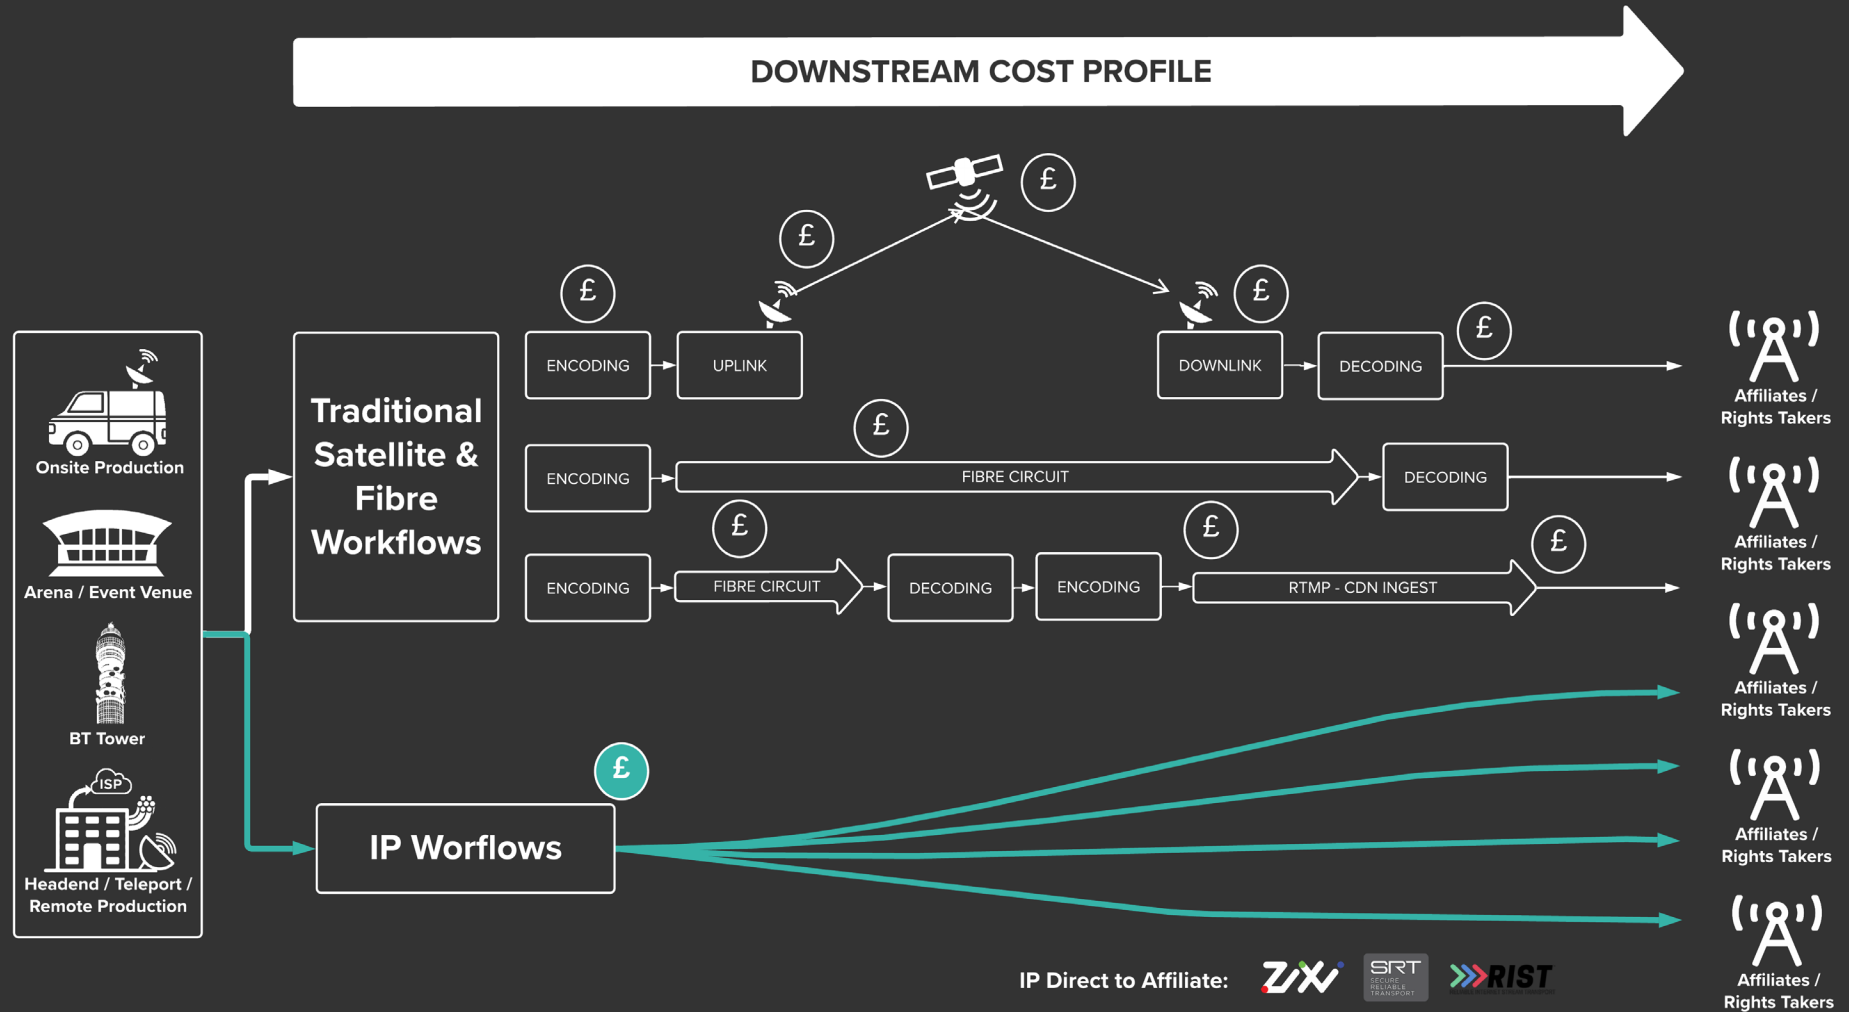 DOWNSTREAM COST PROFILE
£
£
£
£
£
ENCODING
UPLINK
DOWNLINK
DECODING
Traditional
Satellite &
Fibre
Workflows
£
ENCODING
FIBRE CIRCUIT
DECODING
£
£
£
ENCODING
FIBRE CIRCUIT
DECODING
ENCODING
RTMP - CDN INGEST
Onsite Production
Arena / Event Venue
BT Tower
ISP
Headend / Teleport /
Remote Production
£
IP Worflows
Affiliates /
Rights Takers
Affiliates /
Rights Takers
Affiliates /
Rights Takers
Affiliates /
Rights Takers
Affiliates /
Rights Takers
IP Direct to Affiliate:
ZiXi
SRT
SECURE
RELIABLE
TRANSPORT
RIST